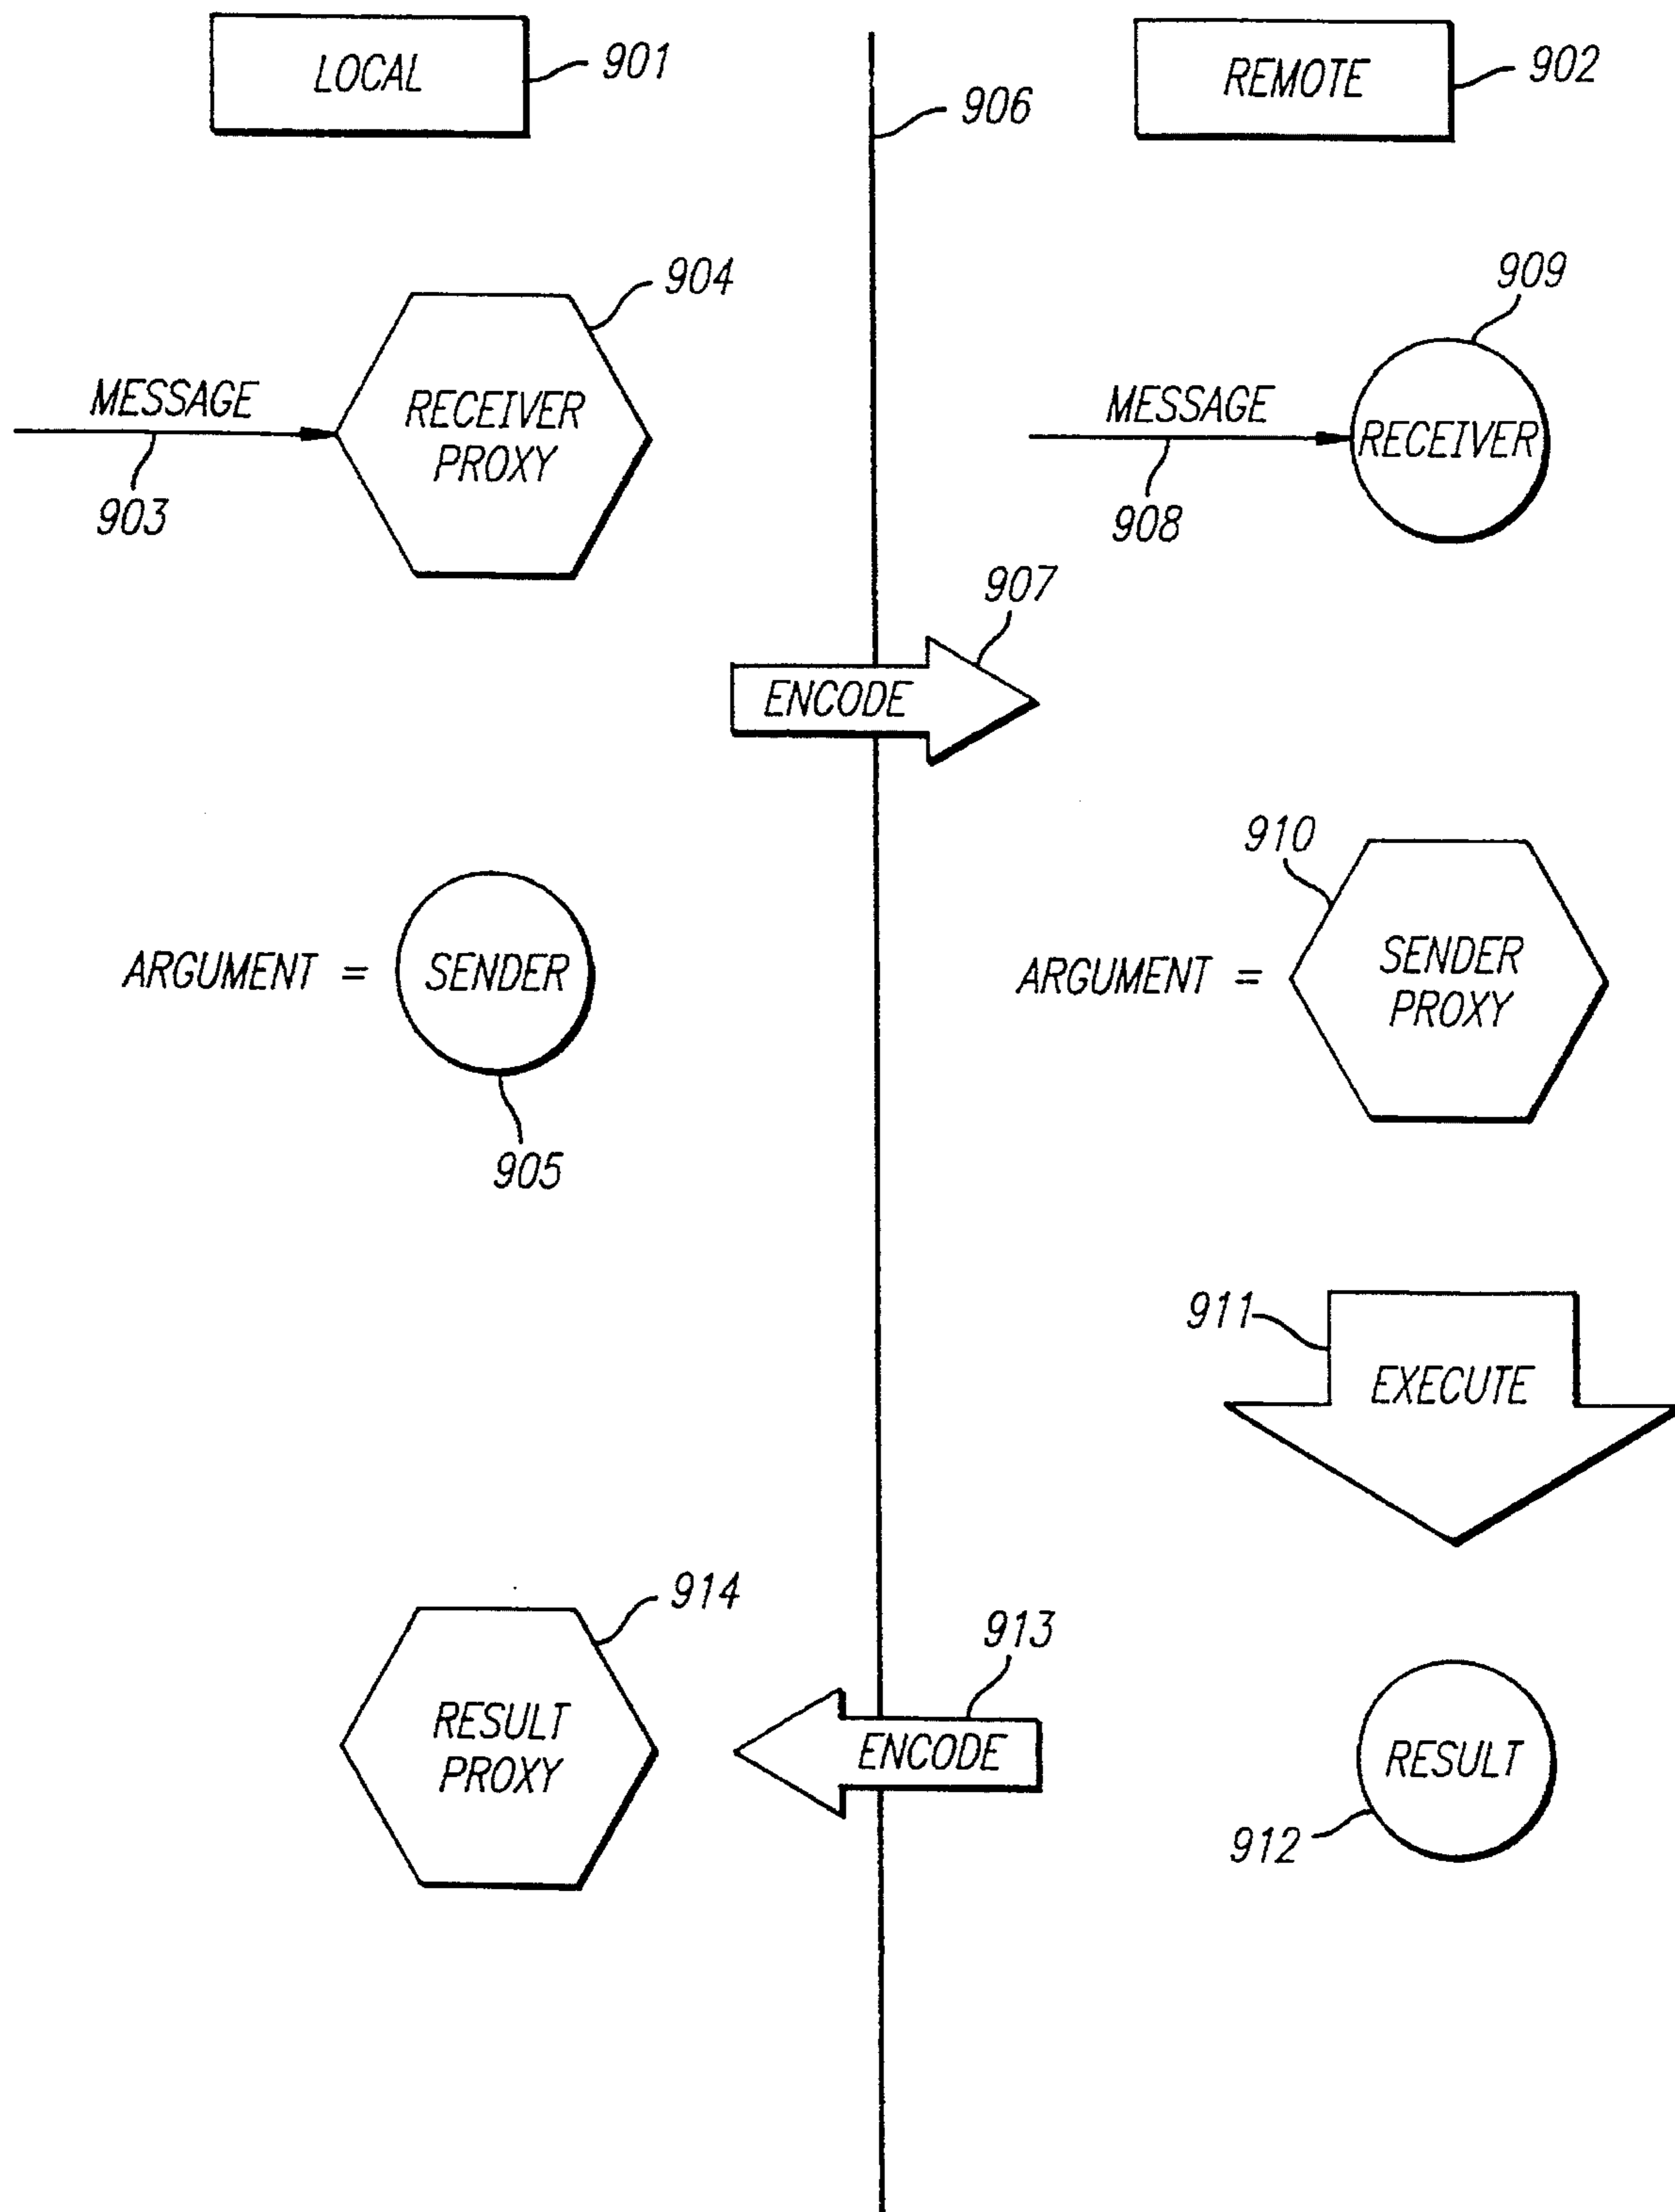 LOCAL
901
906
REMOTE
902
904
909
MESSAGE
903
RECEIVER
PROXY
MESSAGE
908
RECEIVER
907
ENCODE
910
ARGUMENT =
SENDER
905
ARGUMENT =
SENDER
PROXY
911
EXECUTE
914
913
RESULT
PROXY
ENCODE
RESULT
912